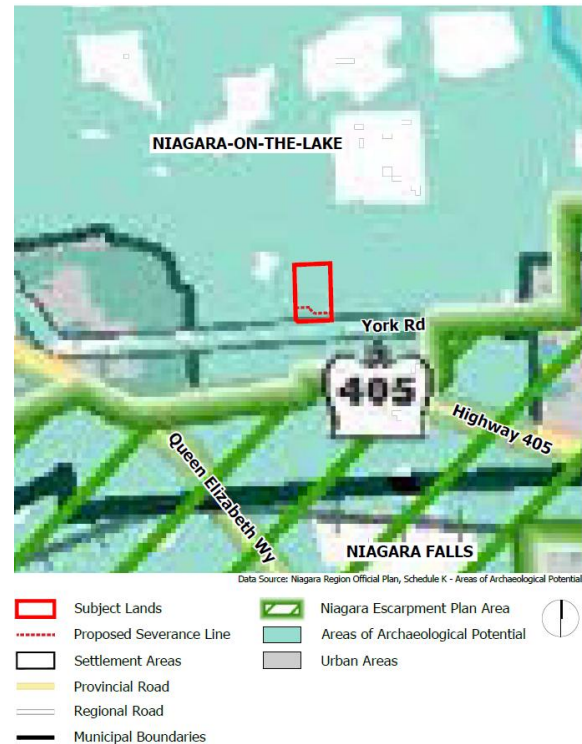 NIAGARA-ON-THE-LAKE
York Rd
405
Highway 405
Queen Elizabeth Wy
NIAGARA FALLS
Data Source: Niagara Region Official Plan, Schedule K - Areas of Archaeological Potential
Subject Lands
Proposed Severance Line
Settlement Areas
Provincial Road
Regional Road
Municipal Boundaries
Niagara Escarpment Plan Area
Areas of Archaeological Potential
Urban Areas